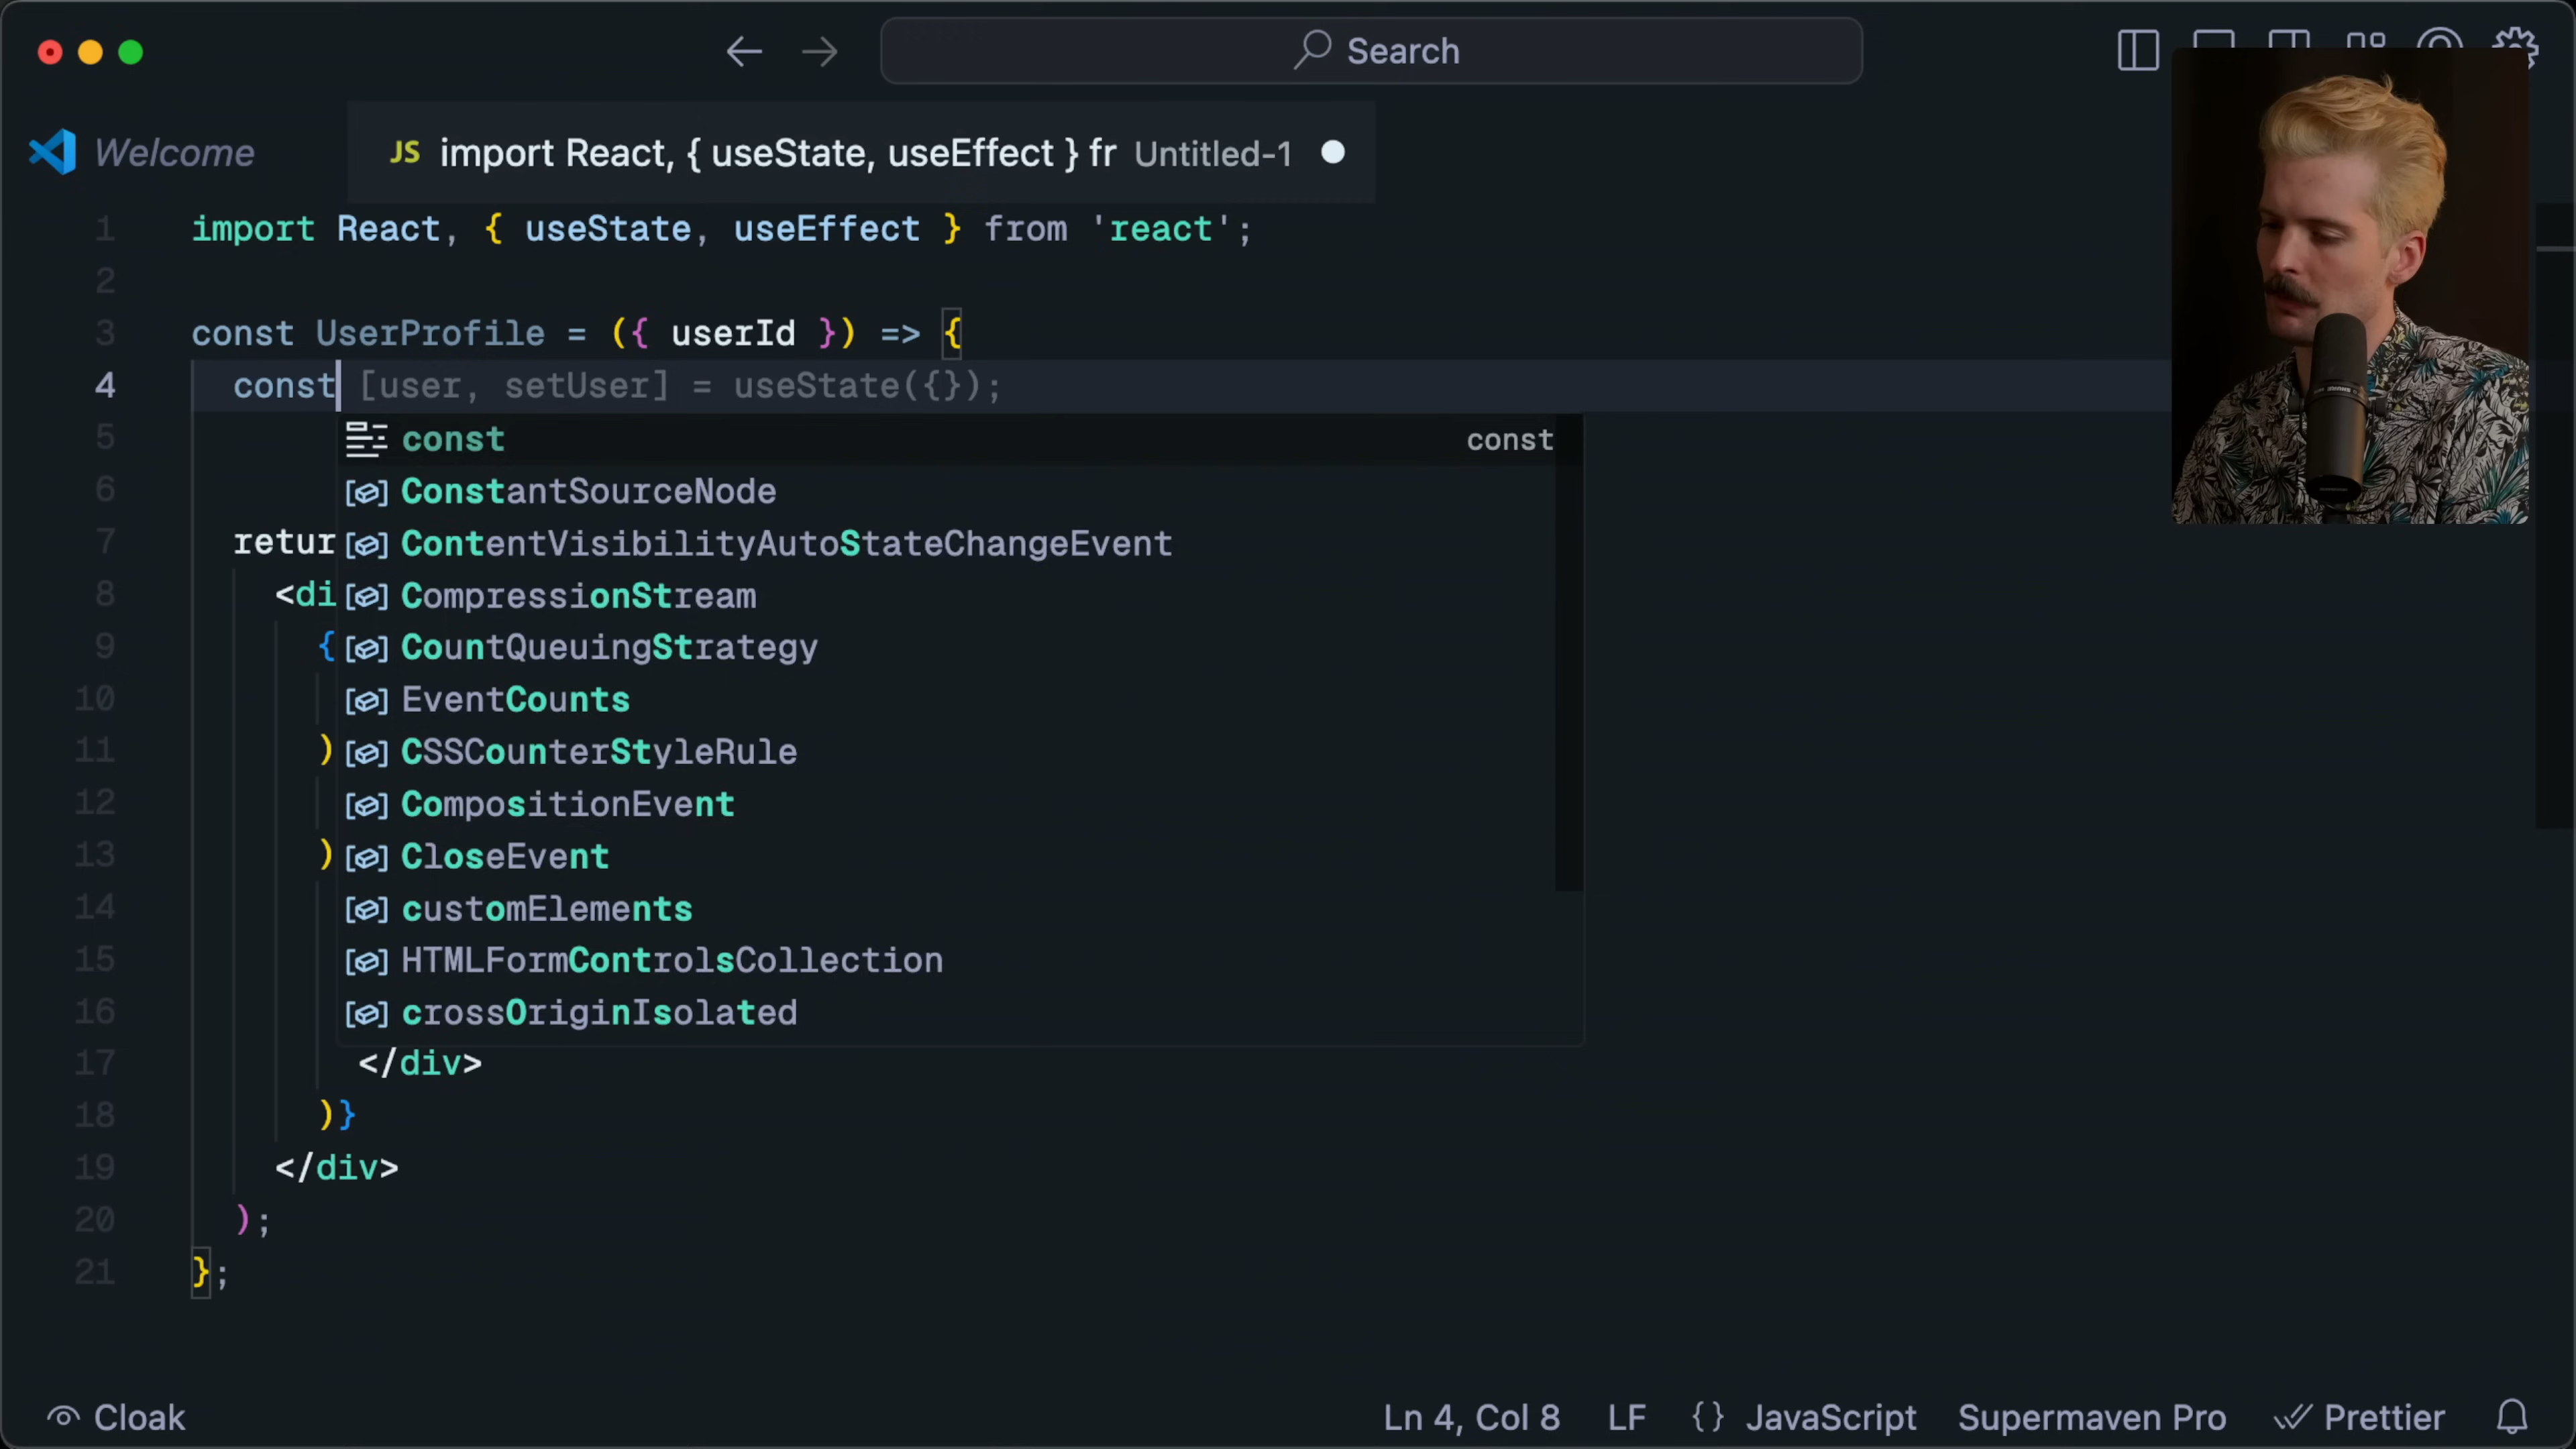 Search
Welcome
JS import React, { useState, useEffect } fr Untitled-1
1 import React, { useState, useEffect } from 'react';
2
3 const UserProfile = ({ userId }) => {
4 const [user, setUser] = useState({});
5 const const
6 ConstantSourceNode
7 retur ContentVisibilityAutoStateChangeEvent
8 <di CompressionStream
9 { CountQueuingStrategy
10 EventCounts
11 ) CSSCounterStyleRule
12 CompositionEvent
13 ) CloseEvent
14 customElements
15 HTMLFormControlsCollection
16 crossOriginIsolated
17 </div>
18 )}
19 </div>
20 );
21 };
Cloak Ln 4, Col 8 LF {} JavaScript Supermaven Pro Prettier